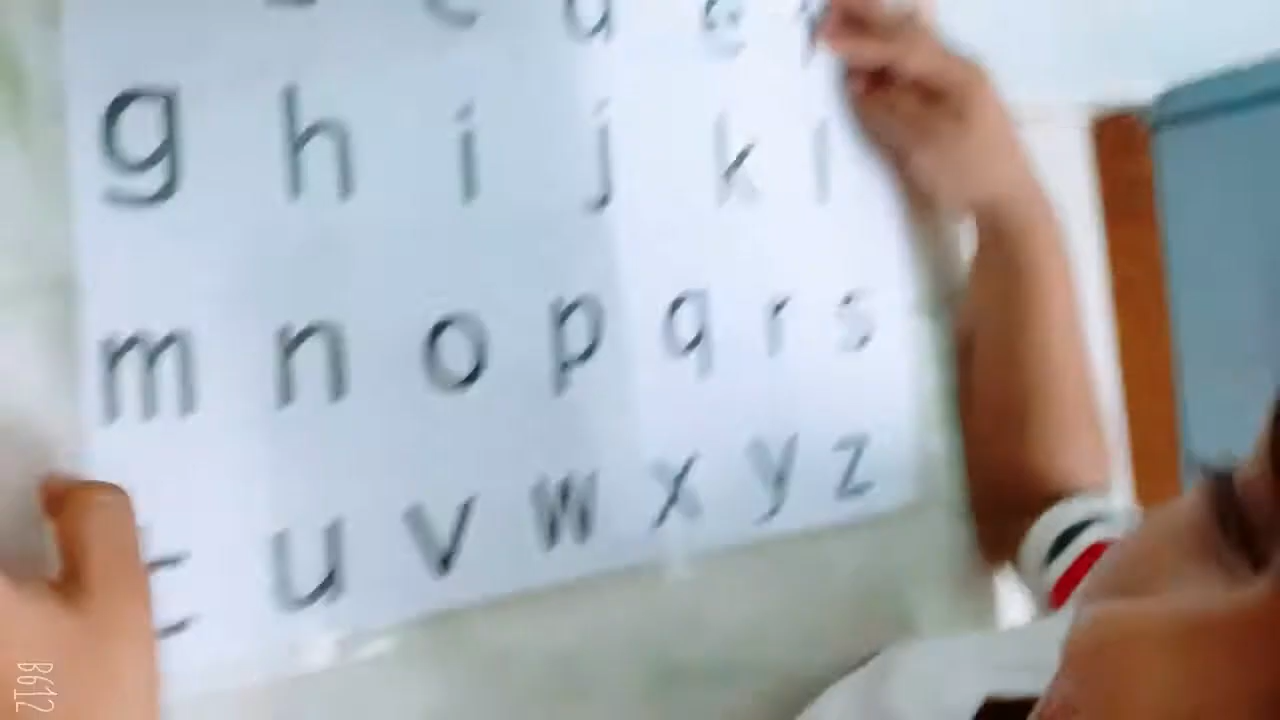 c d e
g h i j k l
m n o p q r s
t u v w x y z
B612